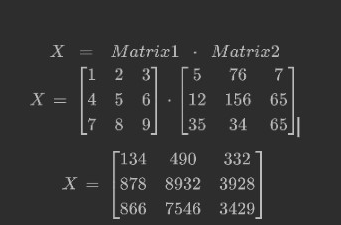 X = Matrix1 · Matrix2
X = [1 2 3; 4 5 6; 7 8 9] · [5 76 7; 12 156 65; 35 34 65]
X = [134 490 332; 878 8932 3928; 866 7546 3429]